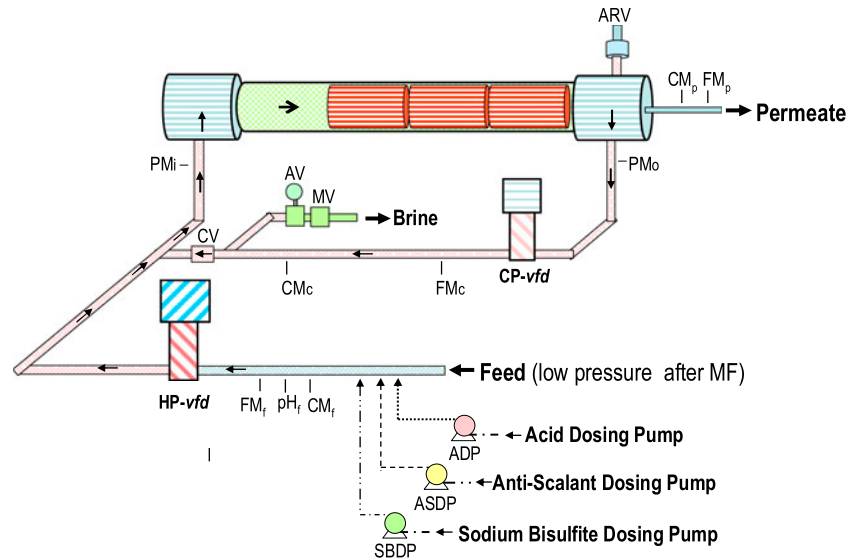 ARV
CMp FMp
Permeate
PMi
PMo
AV
MV
Brine
CV
CMc
FMc
CP-vfd
HP-vfd
Feed (low pressure after MF)
FMf pHf CMf
Acid Dosing Pump
ADP
Anti-Scalant Dosing Pump
ASDP
Sodium Bisulfite Dosing Pump
SBDP